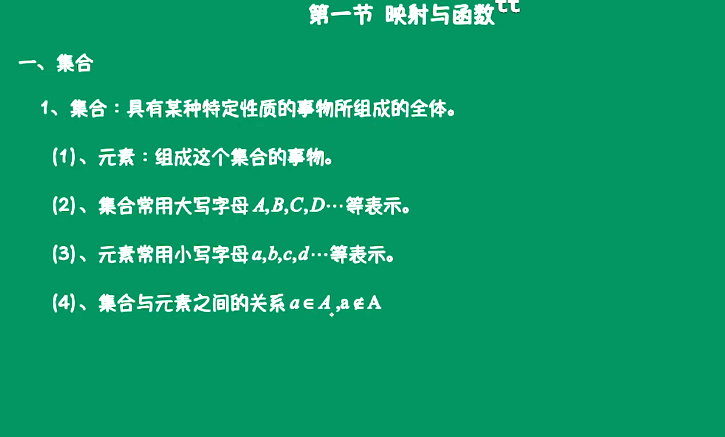 第一节 映射与函数tt
一、集合
1、集合：具有某种特定性质的事物所组成的全体。
(1)、元素：组成这个集合的事物。
(2)、集合常用大写字母 A,B,C,D…等表示。
(3)、元素常用小写字母 a,b,c,d…等表示。
(4)、集合与元素之间的关系 a∈A ,a∉A